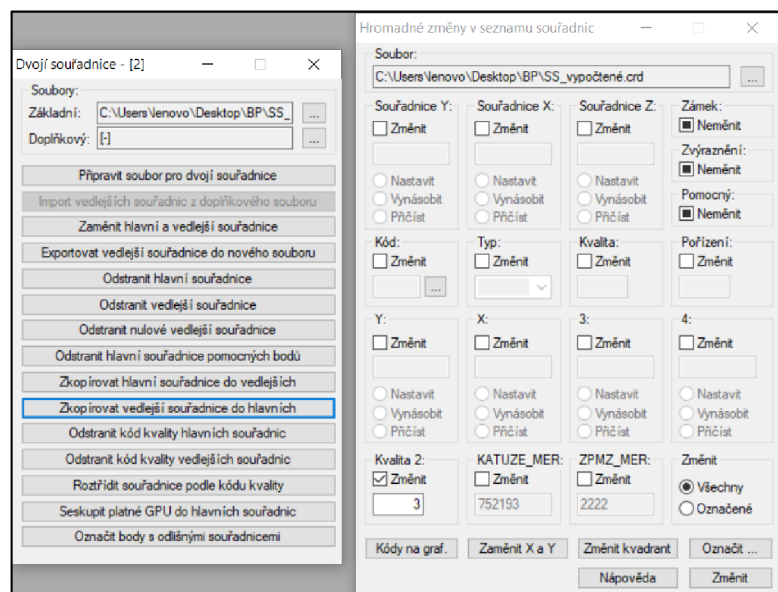 Dvojí souřadnice - [2]
Soubory:
Základní: C:\Users\lenovo\Desktop\BP\SS_ ...
Doplňkový: [-] ...
Připravit soubor pro dvojí souřadnice
Import vedlejších souřadnic z doplňkového souboru
Zaměnit hlavní a vedlejší souřadnice
Exportovat vedlejší souřadnice do nového souboru
Odstranit hlavní souřadnice
Odstranit vedlejší souřadnice
Odstranit nulové vedlejší souřadnice
Odstranit hlavní souřadnice pomocných bodů
Zkopírovat hlavní souřadnice do vedlejších
Zkopírovat vedlejší souřadnice do hlavních
Odstranit kód kvality hlavních souřadnic
Odstranit kód kvality vedlejších souřadnic
Roztřídit souřadnice podle kódu kvality
Seskupit platné GPU do hlavních souřadnic
Označit body s odlišnými souřadnicemi
Hromadné změny v seznamu souřadnic
Soubor:
C:\Users\lenovo\Desktop\BP\SS_vypočtené.crd ...
Souřadnice Y: Souřadnice X: Souřadnice Z: Zámek:
Změnit Změnit Změnit Neměnit
Zvýraznění:
Neměnit
Nastavit Nastavit Nastavit
Pomocný:
Vynásobit Vynásobit Vynásobit
Neměnit
Přičíst Přičíst Přičíst
Kód: Typ: Kvalita: Pořízení:
Změnit Změnit Změnit Změnit
...
Y: X: 3: 4:
Změnit Změnit Změnit Změnit
Nastavit Nastavit Nastavit Nastavit
Vynásobit Vynásobit Vynásobit Vynásobit
Přičíst Přičíst Přičíst Přičíst
Kvalita 2: KATUZE_MER: ZPMZ_MER: Změnit
Změnit Změnit Změnit Všechny
3 752193 2222 Označené
Kódy na graf. Zaměnit X a Y Změnit kvadrant Označit ...
Nápověda Změnit